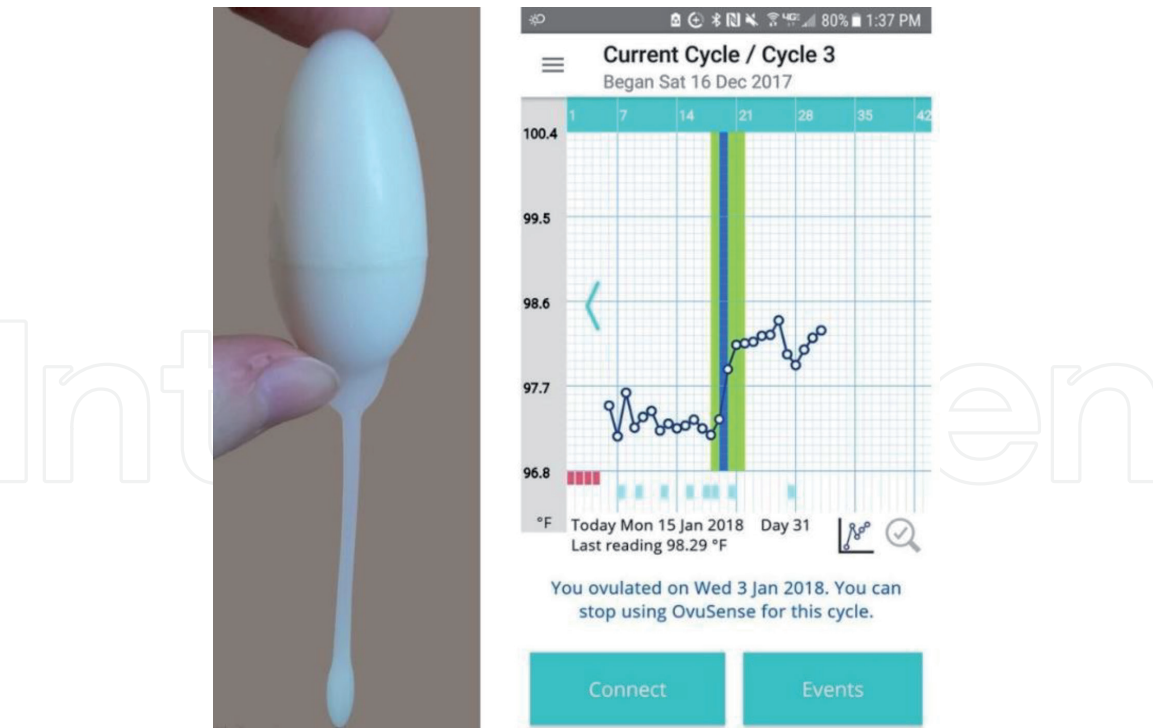 80% 1:37 PM
Current Cycle / Cycle 3
Began Sat 16 Dec 2017
1 7 14 21 28 35 42
100.4
99.5
98.6
97.7
96.8
°F
Today Mon 15 Jan 2018 Day 31
Last reading 98.29 °F
You ovulated on Wed 3 Jan 2018. You can
stop using OvuSense for this cycle.
Connect Events